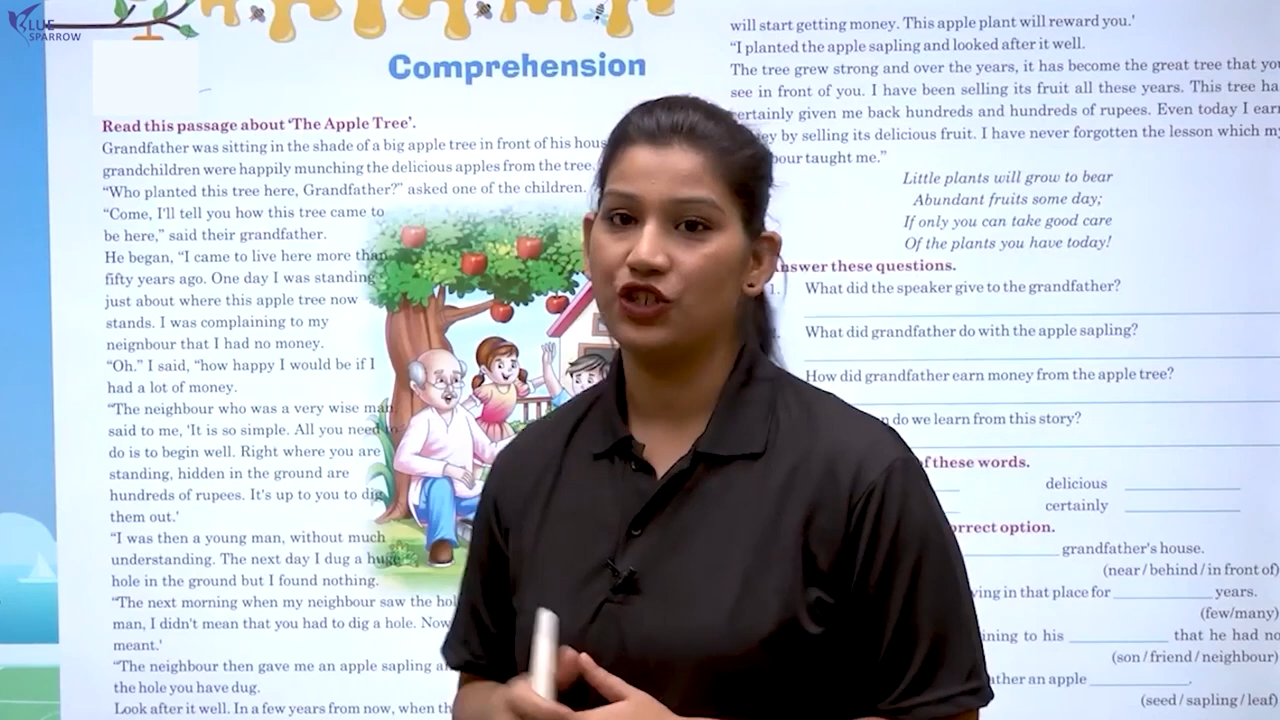 BLUE
SPARROW
Comprehension
Read this passage about 'The Apple Tree'.
Grandfather was sitting in the shade of a big apple tree in front of his hou
grandchildren were happily munching the delicious apples from the tree.
"Who planted this tree here, Grandfather?" asked one of the children.
"Come, I'll tell you how this tree came to
be here," said their grandfather.
He began, "I came to live here more than
fifty years ago. One day I was standing
just about where this apple tree now
stands. I was complaining to my
neignbour that I had no money.
"Oh." I said, "how happy I would be if I
had a lot of money.
"The neighbour who was a very wise man
said to me, 'It is so simple. All you need
do is to begin well. Right where you are
standing, hidden in the ground are
hundreds of rupees. It's up to you to dig
them out.'
"I was then a young man, without much
understanding. The next day I dug a huge
hole in the ground but I found nothing.
"The next morning when my neighbour saw the hol
man, I didn't mean that you had to dig a hole. Now
meant.'
"The neighbour then gave me an apple sapling
the hole you have dug.
Look after it well. In a few years from now, when th
will start getting money. This apple plant will reward you.'
"I planted the apple sapling and looked after it well.
The tree grew strong and over the years, it has become the great tree that you
see in front of you. I have been selling its fruit all these years. This tree ha
certainly given me back hundreds and hundreds of rupees. Even today I earn
ey by selling its delicious fruit. I have never forgotten the lesson which m
our taught me."
Little plants will grow to bear
Abundant fruits some day;
If only you can take good care
Of the plants you have today!
nswer these questions.
1. What did the speaker give to the grandfather?
What did grandfather do with the apple sapling?
How did grandfather earn money from the apple tree?
n do we learn from this story?
f these words.
delicious
certainly
orrect option.
grandfather's house.
(near / behind / in front of)
ving in that place for years.
(few/many)
ining to his that he had no
(son / friend / neighbour)
ather an apple .
(seed / sapling / leaf)